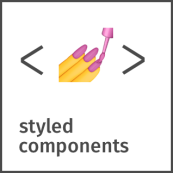 < >
styled
components